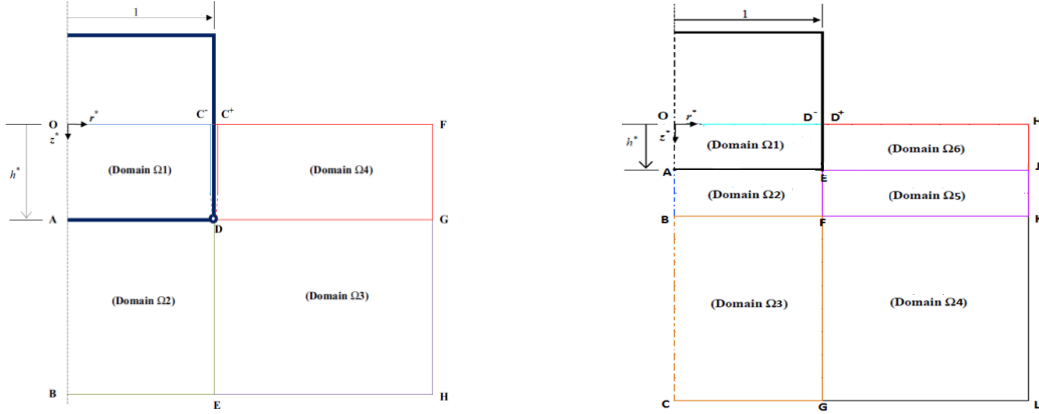 1
O
r*
z*
h*
C⁻
C⁺
F
(Domain Ω1)
(Domain Ω4)
A
D
G
(Domain Ω2)
(Domain Ω3)
B
E
H
1
O
r*
z*
h*
D⁻
D⁺
H
(Domain Ω1)
(Domain Ω6)
A
E
J
(Domain Ω2)
(Domain Ω5)
B
F
K
(Domain Ω3)
(Domain Ω4)
C
G
L